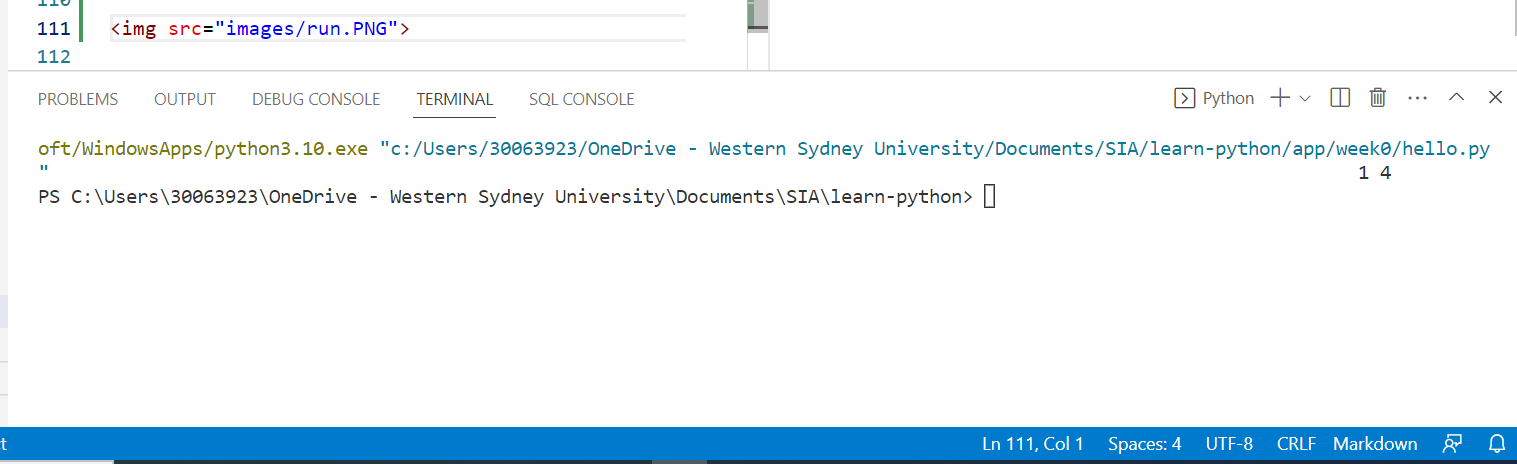 110
111 <img src="images/run.PNG">
112
PROBLEMS OUTPUT DEBUG CONSOLE TERMINAL SQL CONSOLE Python
oft/WindowsApps/python3.10.exe "c:/Users/30063923/OneDrive - Western Sydney University/Documents/SIA/learn-python/app/week0/hello.py
"
1 4
PS C:\Users\30063923\OneDrive - Western Sydney University\Documents\SIA\learn-python>
Ln 111, Col 1 Spaces: 4 UTF-8 CRLF Markdown